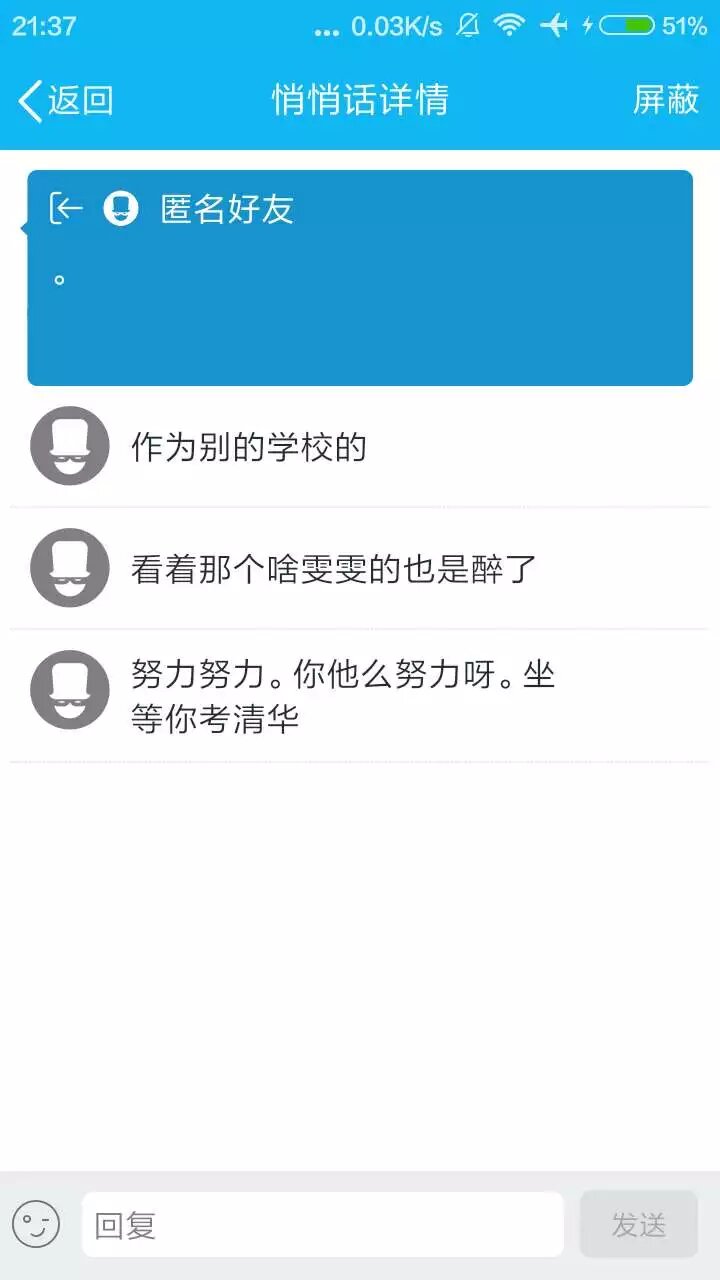 21:37 ... 0.03K/s 51%
返回 悄悄话详情 屏蔽
匿名好友
。
作为别的学校的
看着那个啥雯雯的也是醉了
努力努力。你他么努力呀。坐
等你考清华
回复 发送